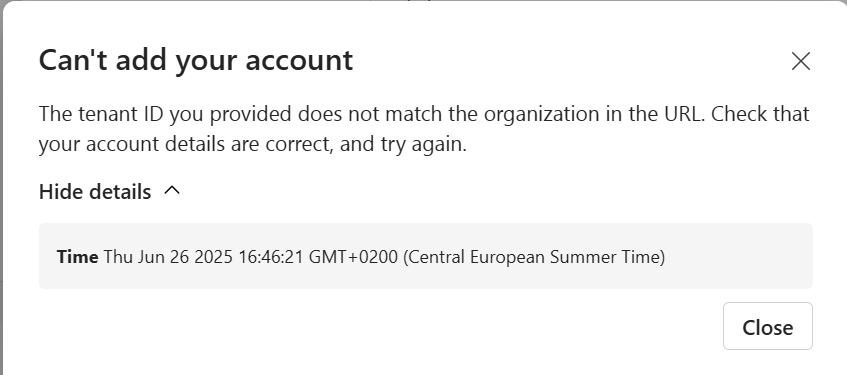 Can't add your account
The tenant ID you provided does not match the organization in the URL. Check that
your account details are correct, and try again.
Hide details
Time Thu Jun 26 2025 16:46:21 GMT+0200 (Central European Summer Time)
Close